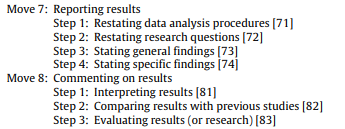 Move 7: Reporting results
Step 1: Restating data analysis procedures [71]
Step 2: Restating research questions [72]
Step 3: Stating general findings [73]
Step 4: Stating specific findings [74]
Move 8: Commenting on results
Step 1: Interpreting results [81]
Step 2: Comparing results with previous studies [82]
Step 3: Evaluating results (or research) [83]